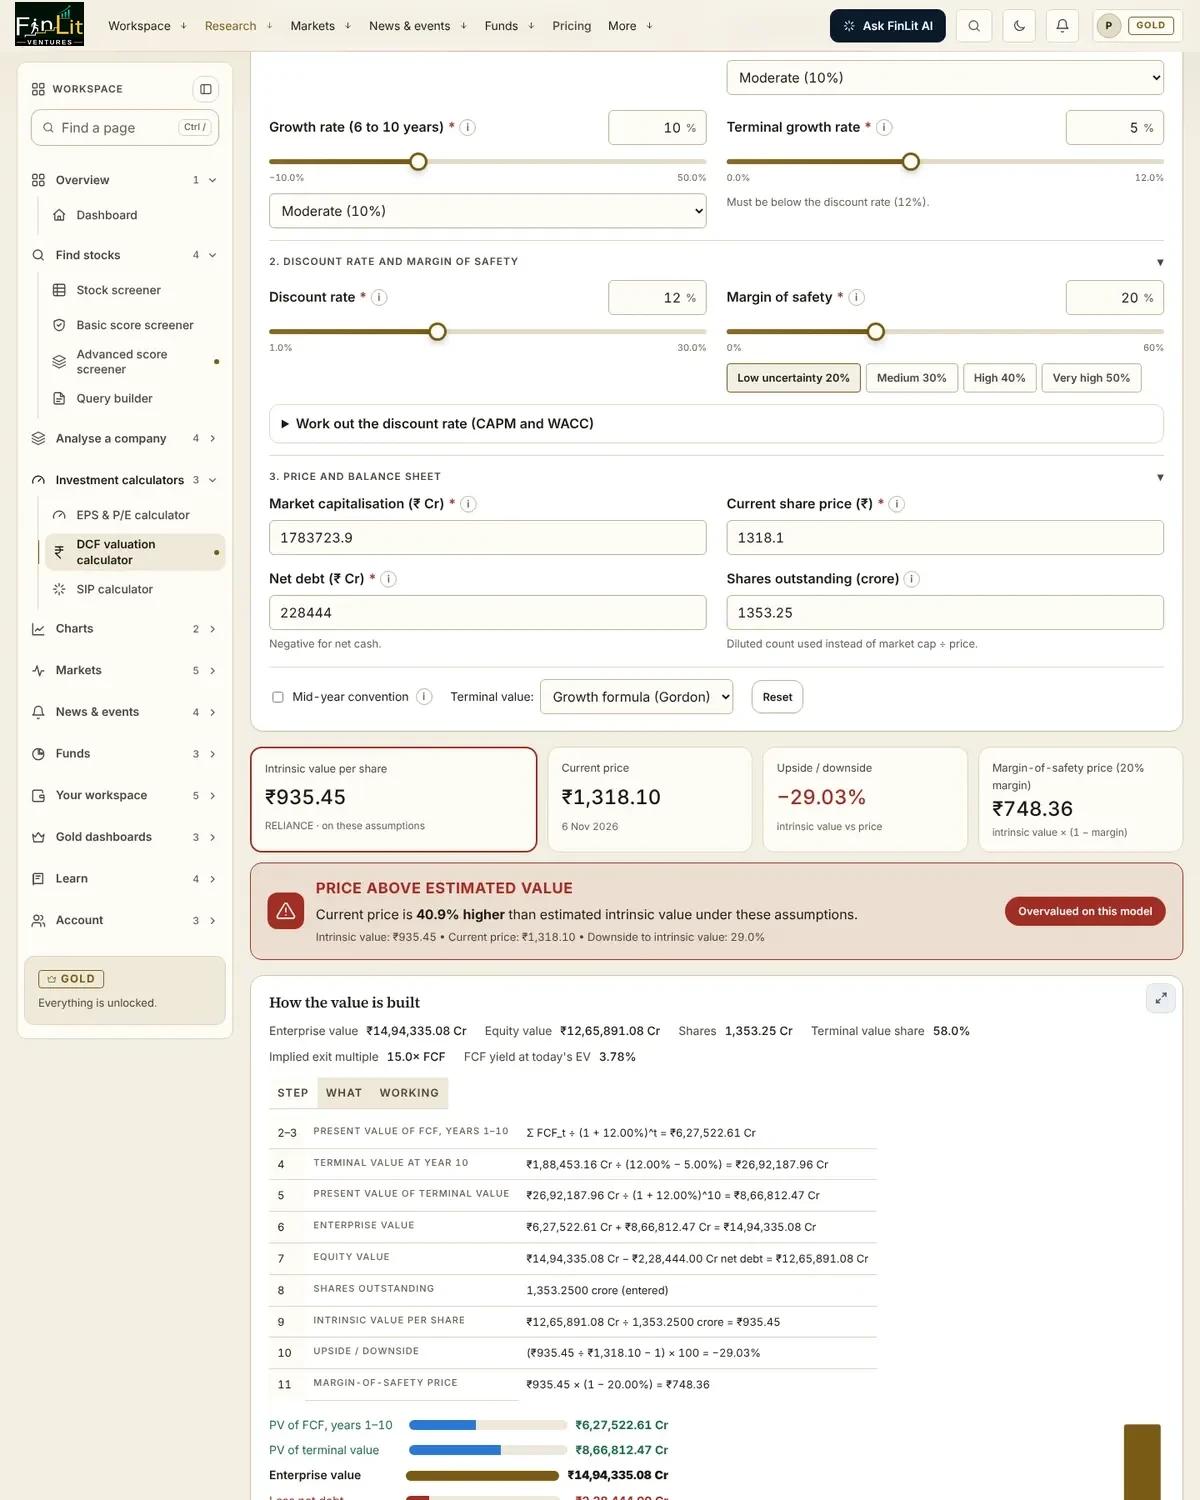 FinLit
VENTURES
Workspace
Research
Markets
News & events
Funds
Pricing
More
Ask FinLit AI
P
GOLD
WORKSPACE
Find a page
Ctrl /
Overview 1
Dashboard
Find stocks 4
Stock screener
Basic score screener
Advanced score
screener
Query builder
Analyse a company 4
Investment calculators 3
EPS & P/E calculator
DCF valuation
calculator
SIP calculator
Charts 2
Markets 5
News & events 4
Funds 3
Your workspace 5
Gold dashboards 3
Learn 4
Account 3
GOLD
Everything is unlocked.
Moderate (10%)
Growth rate (6 to 10 years) * i
10 %
−10.0% 50.0%
Moderate (10%)
Terminal growth rate * i
5 %
0.0% 12.0%
Must be below the discount rate (12%).
2. DISCOUNT RATE AND MARGIN OF SAFETY
Discount rate * i
12 %
1.0% 30.0%
Margin of safety * i
20 %
0% 60%
Low uncertainty 20%
Medium 30%
High 40%
Very high 50%
Work out the discount rate (CAPM and WACC)
3. PRICE AND BALANCE SHEET
Market capitalisation (₹ Cr) * i
1783723.9
Current share price (₹) * i
1318.1
Net debt (₹ Cr) * i
228444
Negative for net cash.
Shares outstanding (crore) i
1353.25
Diluted count used instead of market cap ÷ price.
Mid-year convention i
Terminal value: Growth formula (Gordon)
Reset
Intrinsic value per share
₹935.45
RELIANCE · on these assumptions
Current price
₹1,318.10
6 Nov 2026
Upside / downside
−29.03%
intrinsic value vs price
Margin-of-safety price (20%
margin)
₹748.36
intrinsic value × (1 − margin)
PRICE ABOVE ESTIMATED VALUE
Current price is 40.9% higher than estimated intrinsic value under these assumptions.
Intrinsic value: ₹935.45 • Current price: ₹1,318.10 • Downside to intrinsic value: 29.0%
Overvalued on this model
How the value is built
Enterprise value ₹14,94,335.08 Cr Equity value ₹12,65,891.08 Cr Shares 1,353.25 Cr Terminal value share 58.0%
Implied exit multiple 15.0× FCF FCF yield at today's EV 3.78%
STEP WHAT WORKING
2–3 PRESENT VALUE OF FCF, YEARS 1–10 Σ FCF_t ÷ (1 + 12.00%)^t = ₹6,27,522.61 Cr
4 TERMINAL VALUE AT YEAR 10 ₹1,88,453.16 Cr ÷ (12.00% − 5.00%) = ₹26,92,187.96 Cr
5 PRESENT VALUE OF TERMINAL VALUE ₹26,92,187.96 Cr ÷ (1 + 12.00%)^10 = ₹8,66,812.47 Cr
6 ENTERPRISE VALUE ₹6,27,522.61 Cr + ₹8,66,812.47 Cr = ₹14,94,335.08 Cr
7 EQUITY VALUE ₹14,94,335.08 Cr − ₹2,28,444.00 Cr net debt = ₹12,65,891.08 Cr
8 SHARES OUTSTANDING 1,353.2500 crore (entered)
9 INTRINSIC VALUE PER SHARE ₹12,65,891.08 Cr ÷ 1,353.2500 crore = ₹935.45
10 UPSIDE / DOWNSIDE (₹935.45 ÷ ₹1,318.10 − 1) × 100 = −29.03%
11 MARGIN-OF-SAFETY PRICE ₹935.45 × (1 − 20.00%) = ₹748.36
PV of FCF, years 1–10 ₹6,27,522.61 Cr
PV of terminal value ₹8,66,812.47 Cr
Enterprise value ₹14,94,335.08 Cr
Less net debt ₹2,28,444.00 Cr